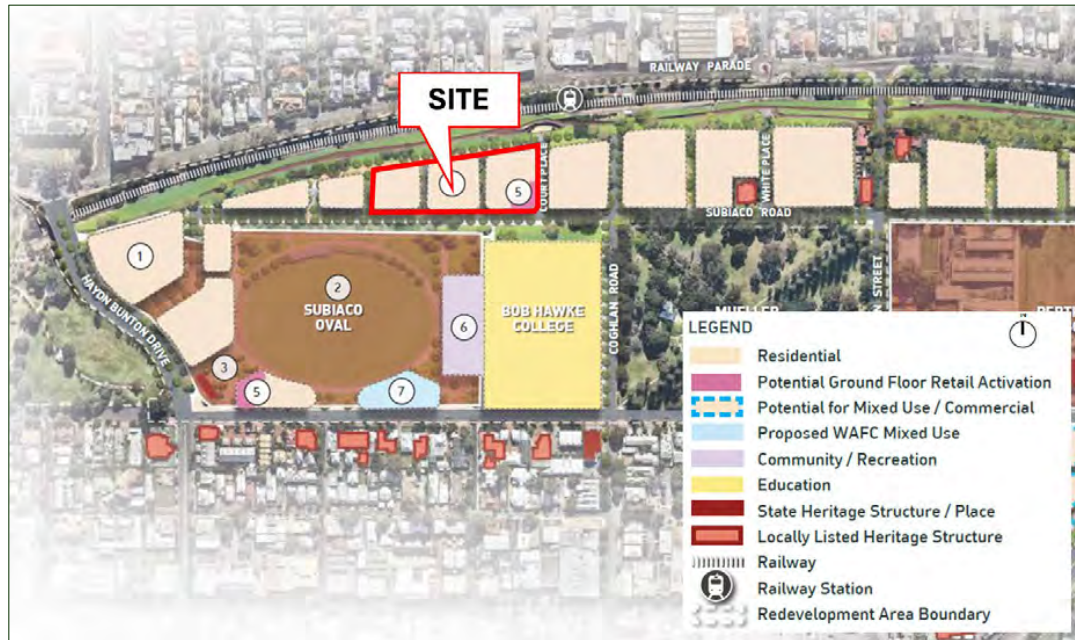 RAILWAY PARADE
SITE
5
COURT PLACE
WHITE PLACE
SUBIACO ROAD
1
2
SUBIACO
OVAL
HAYDON BUNTON DRIVE
6
BOB HAWKE
COLLEGE
COGHLAN ROAD
MUELLER
STREET
3
5
7
LEGEND
Residential
Potential Ground Floor Retail Activation
Potential for Mixed Use / Commercial
Proposed WAFC Mixed Use
Community / Recreation
Education
State Heritage Structure / Place
Locally Listed Heritage Structure
Railway
Railway Station
Redevelopment Area Boundary